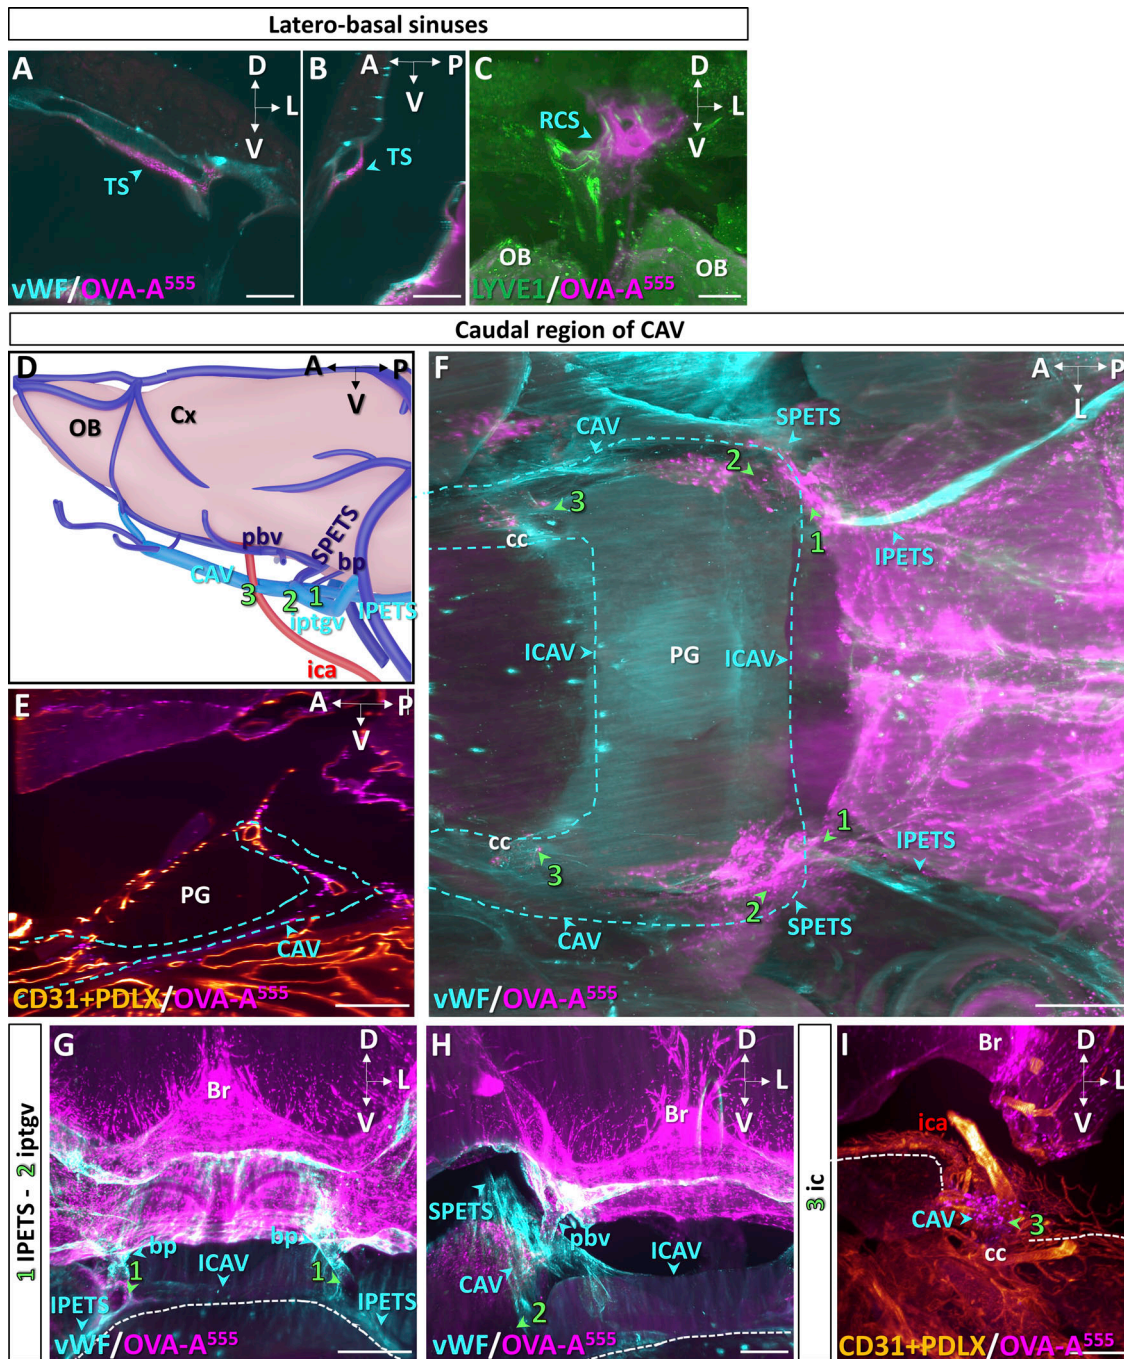 Latero-basal sinuses
A
D
L
V
TS
vWF/OVA-A⁵⁵⁵
B
A
P
V
TS
C
D
L
V
RCS
OB
OB
LYVE1/OVA-A⁵⁵⁵
Caudal region of CAV
D
A
P
V
OB
Cx
pbv
SPETS
bp
CAV
3
2
1
iptgv
IPETS
ica
E
A
P
V
PG
CAV
CD31+PDLX/OVA-A⁵⁵⁵
F
A
P
L
CAV
SPETS
2
3
cc
1
IPETS
ICAV
PG
ICAV
1
cc
3
IPETS
2
CAV
SPETS
vWF/OVA-A⁵⁵⁵
1 IPETS - 2 iptgv
G
D
L
V
Br
bp
bp
1
ICAV
1
IPETS
IPETS
vWF/OVA-A⁵⁵⁵
H
D
L
V
Br
SPETS
pbv
CAV
ICAV
2
vWF/OVA-A⁵⁵⁵
3 ic
I
D
L
V
Br
ica
CAV
3
cc
CD31+PDLX/OVA-A⁵⁵⁵